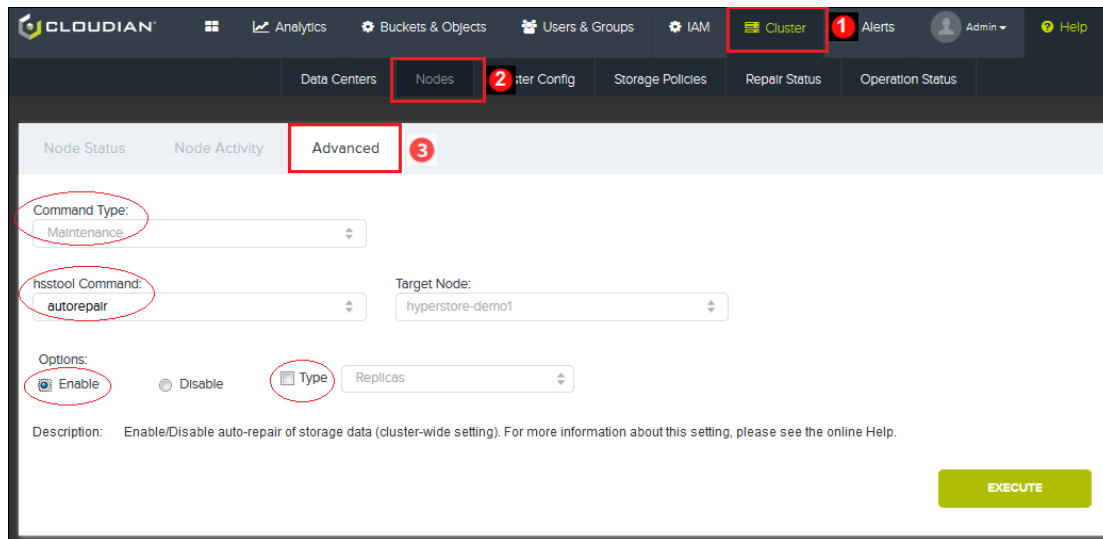 CLOUDIAN Analytics Buckets & Objects Users & Groups IAM Cluster 1 Alerts Admin Help
Data Centers Nodes 2 ster Config Storage Policies Repair Status Operation Status
Node Status Node Activity Advanced 3
Command Type:
Maintenance
hsstool Command: Target Node:
autorepair hyperstore-demo1
Options:
Enable Disable Type Replicas
Description: Enable/Disable auto-repair of storage data (cluster-wide setting). For more information about this setting, please see the online Help.
EXECUTE